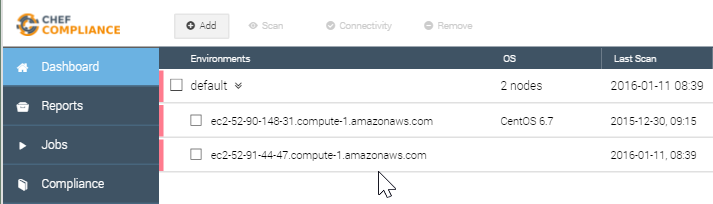 CHEF
COMPLIANCE
Add Scan Connectivity Remove
Environments OS Last Scan
Dashboard
default 2 nodes 2016-01-11 08:39
Reports
ec2-52-90-148-31.compute-1.amazonaws.com CentOS 6.7 2015-12-30, 09:15
Jobs
ec2-52-91-44-47.compute-1.amazonaws.com 2016-01-11, 08:39
Compliance